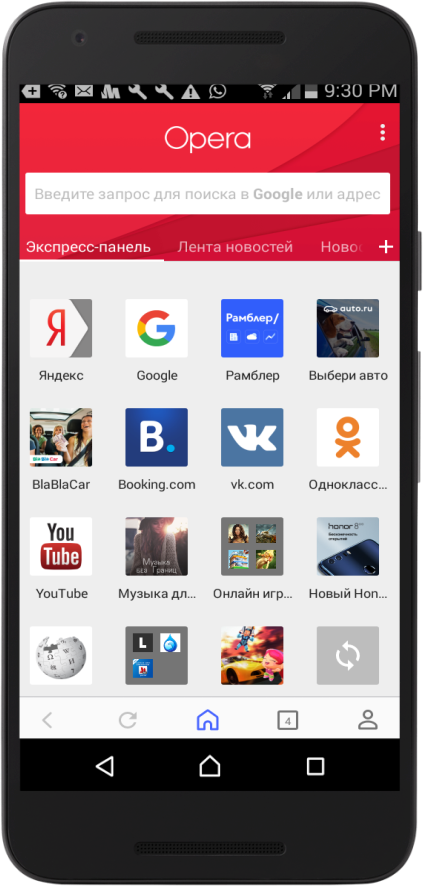 9:30 PM
Opera
Введите запрос для поиска в Google или адрес
Экспресс-панель Лента новостей Ново
Рамблер/ auto.ru
Яндекс Google Рамблер Выбери авто
B.
BlaBlaCar Booking.com vk.com Однокласс...
You Tube
Музыка без границ
honor 8
YouTube Музыка дл... Онлайн игр... Новый Hon...
L
4